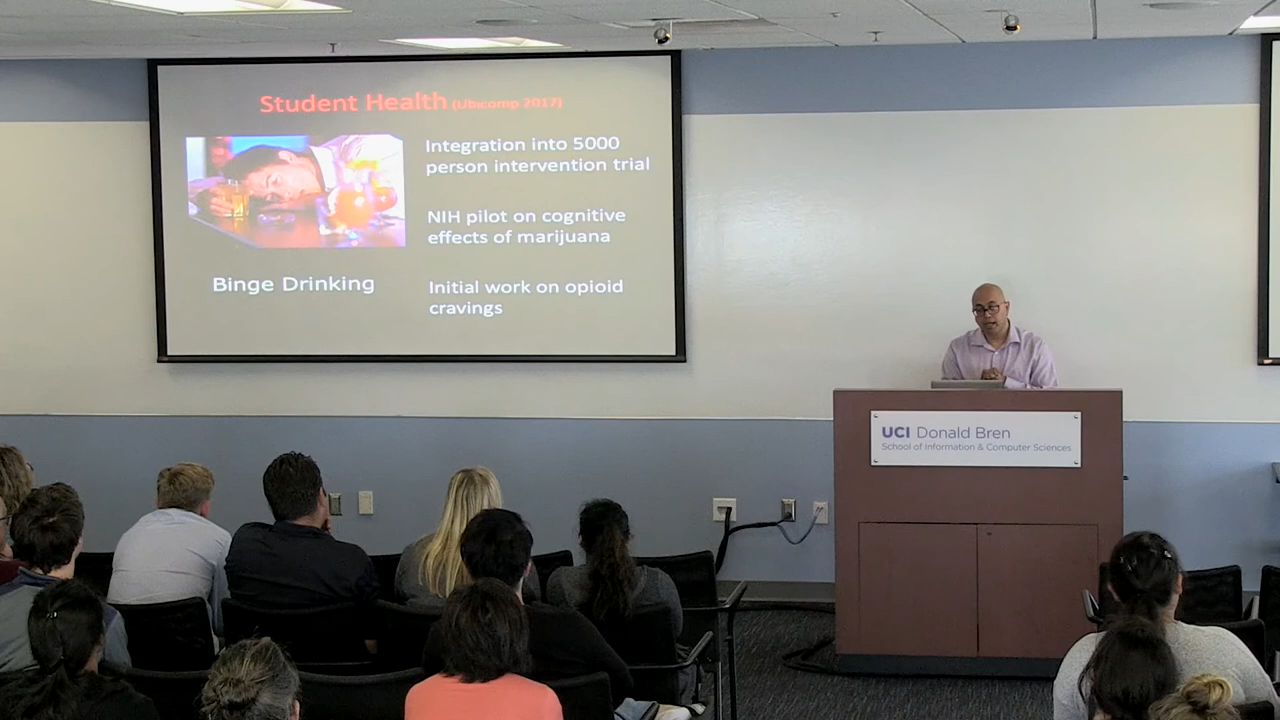 Student Health (Ubicomp 2017)
Integration into 5000
person intervention trial
NIH pilot on cognitive
effects of marijuana
Binge Drinking
Initial work on opioid
cravings
UCI Donald Bren
School of Information & Computer Sciences